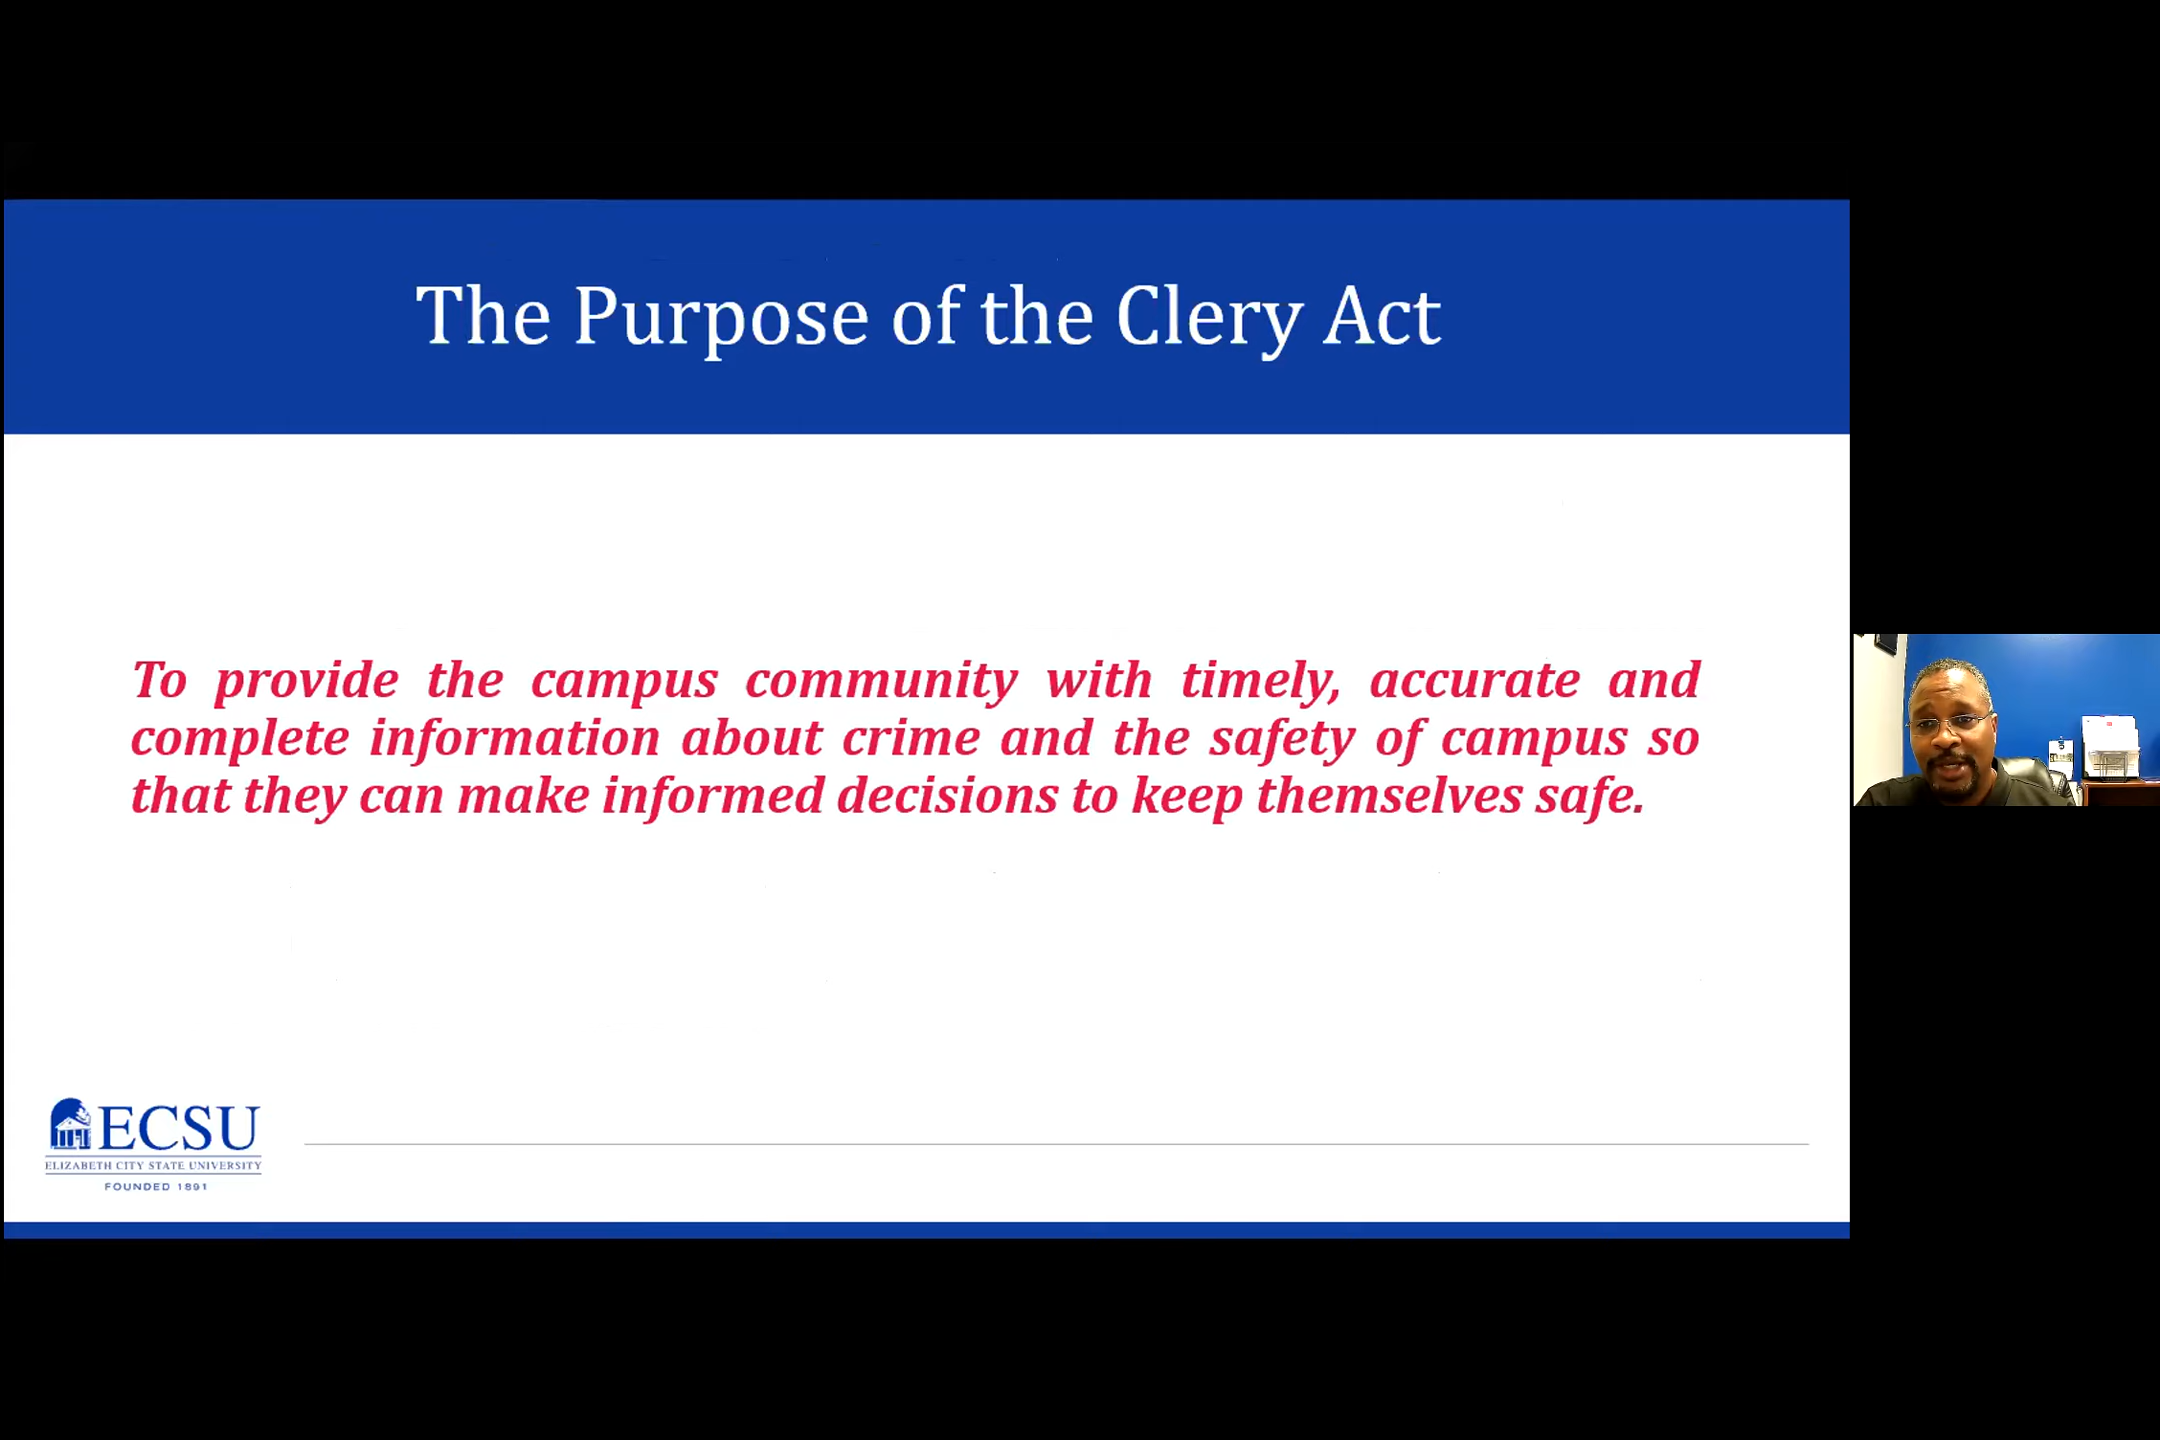 The Purpose of the Clery Act
To provide the campus community with timely, accurate and
complete information about crime and the safety of campus so
that they can make informed decisions to keep themselves safe.
ECSU
ELIZABETH CITY STATE UNIVERSITY
FOUNDED 1891